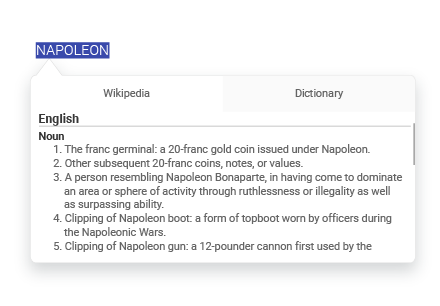 NAPOLEON
Wikipedia Dictionary
English
Noun
1. The franc germinal: a 20-franc gold coin issued under Napoleon.
2. Other subsequent 20-franc coins, notes, or values.
3. A person resembling Napoleon Bonaparte, in having come to dominate
an area or sphere of activity through ruthlessness or illegality as well
as surpassing ability.
4. Clipping of Napoleon boot: a form of topboot worn by officers during
the Napoleonic Wars.
5. Clipping of Napoleon gun: a 12-pounder cannon first used by the